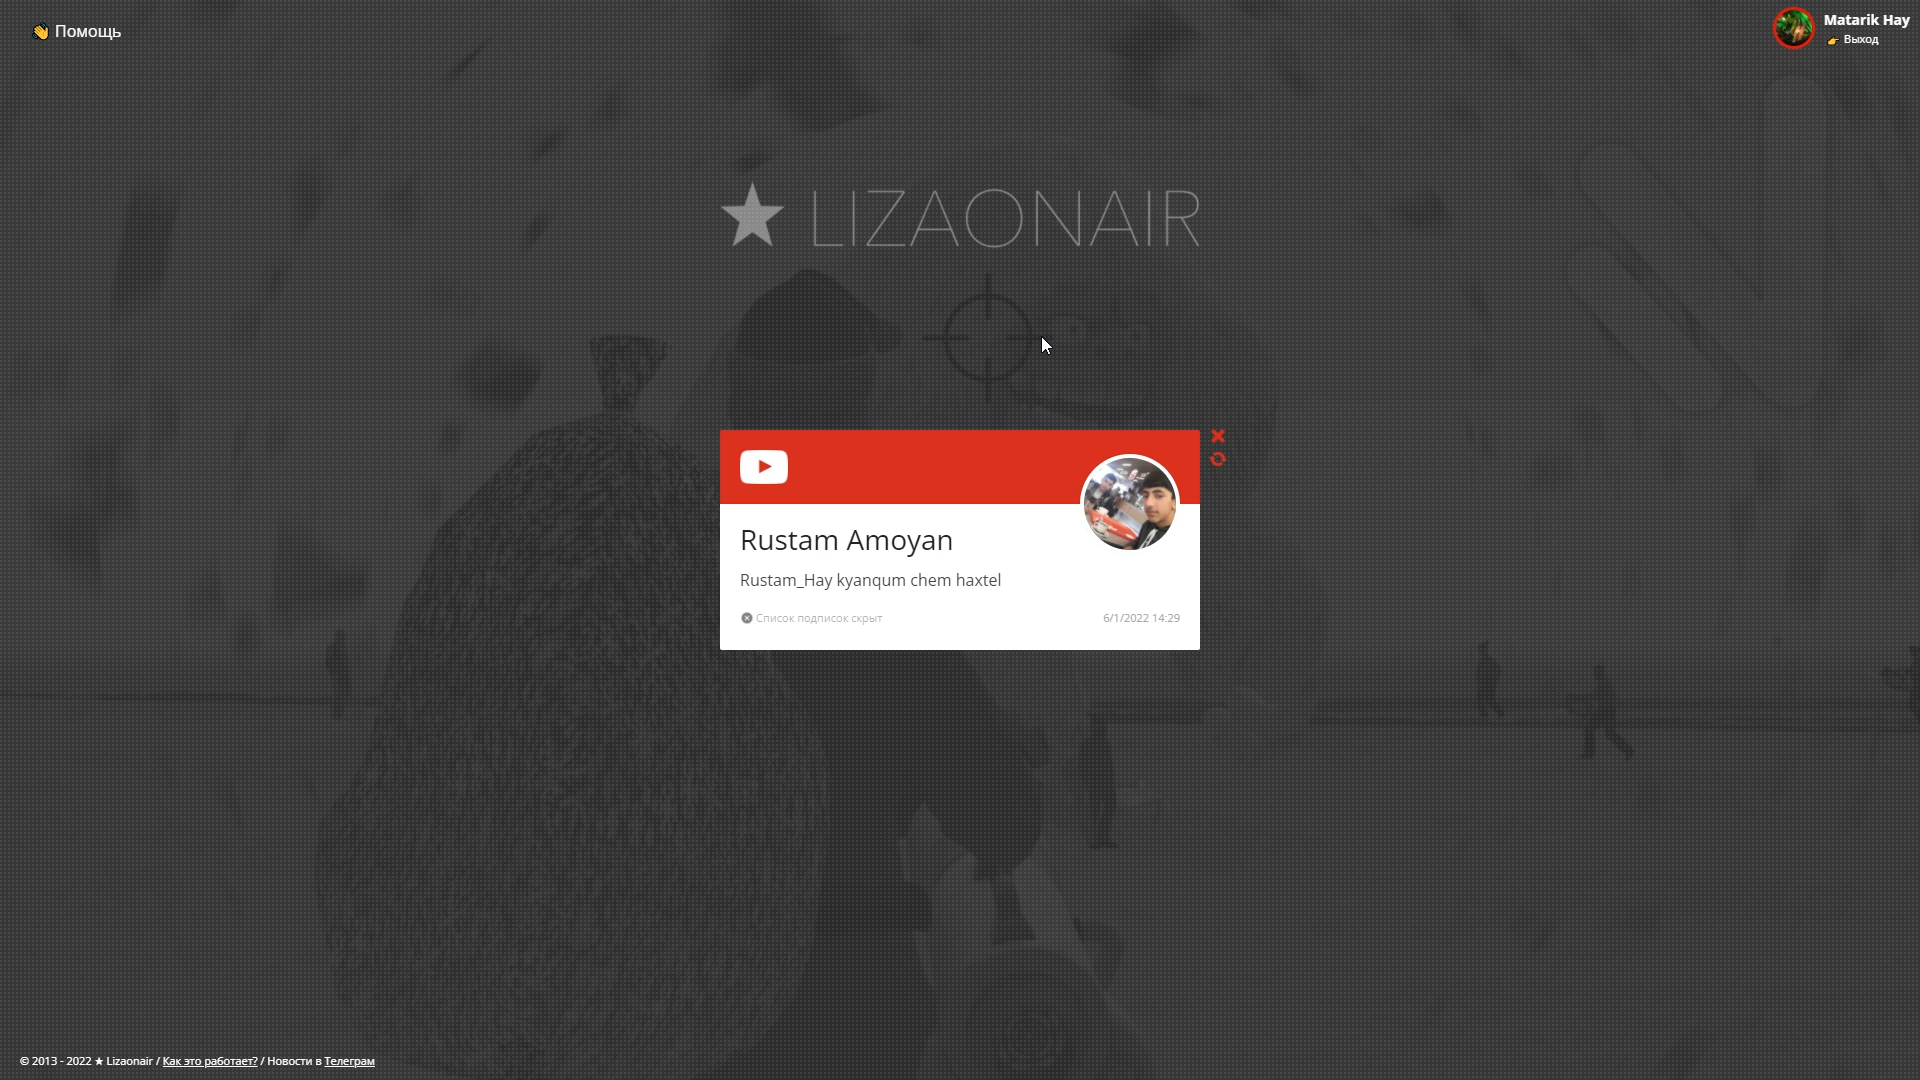 👋 Помощь
Matarik Hay
👉 Выход
★ LIZAONAIR
Rustam Amoyan
Rustam_Hay kyanqum chem haxtel
Список подписок скрыт
6/1/2022 14:29
© 2013 - 2022 ★ Lizaonair / Как это работает? / Новости в Телеграм